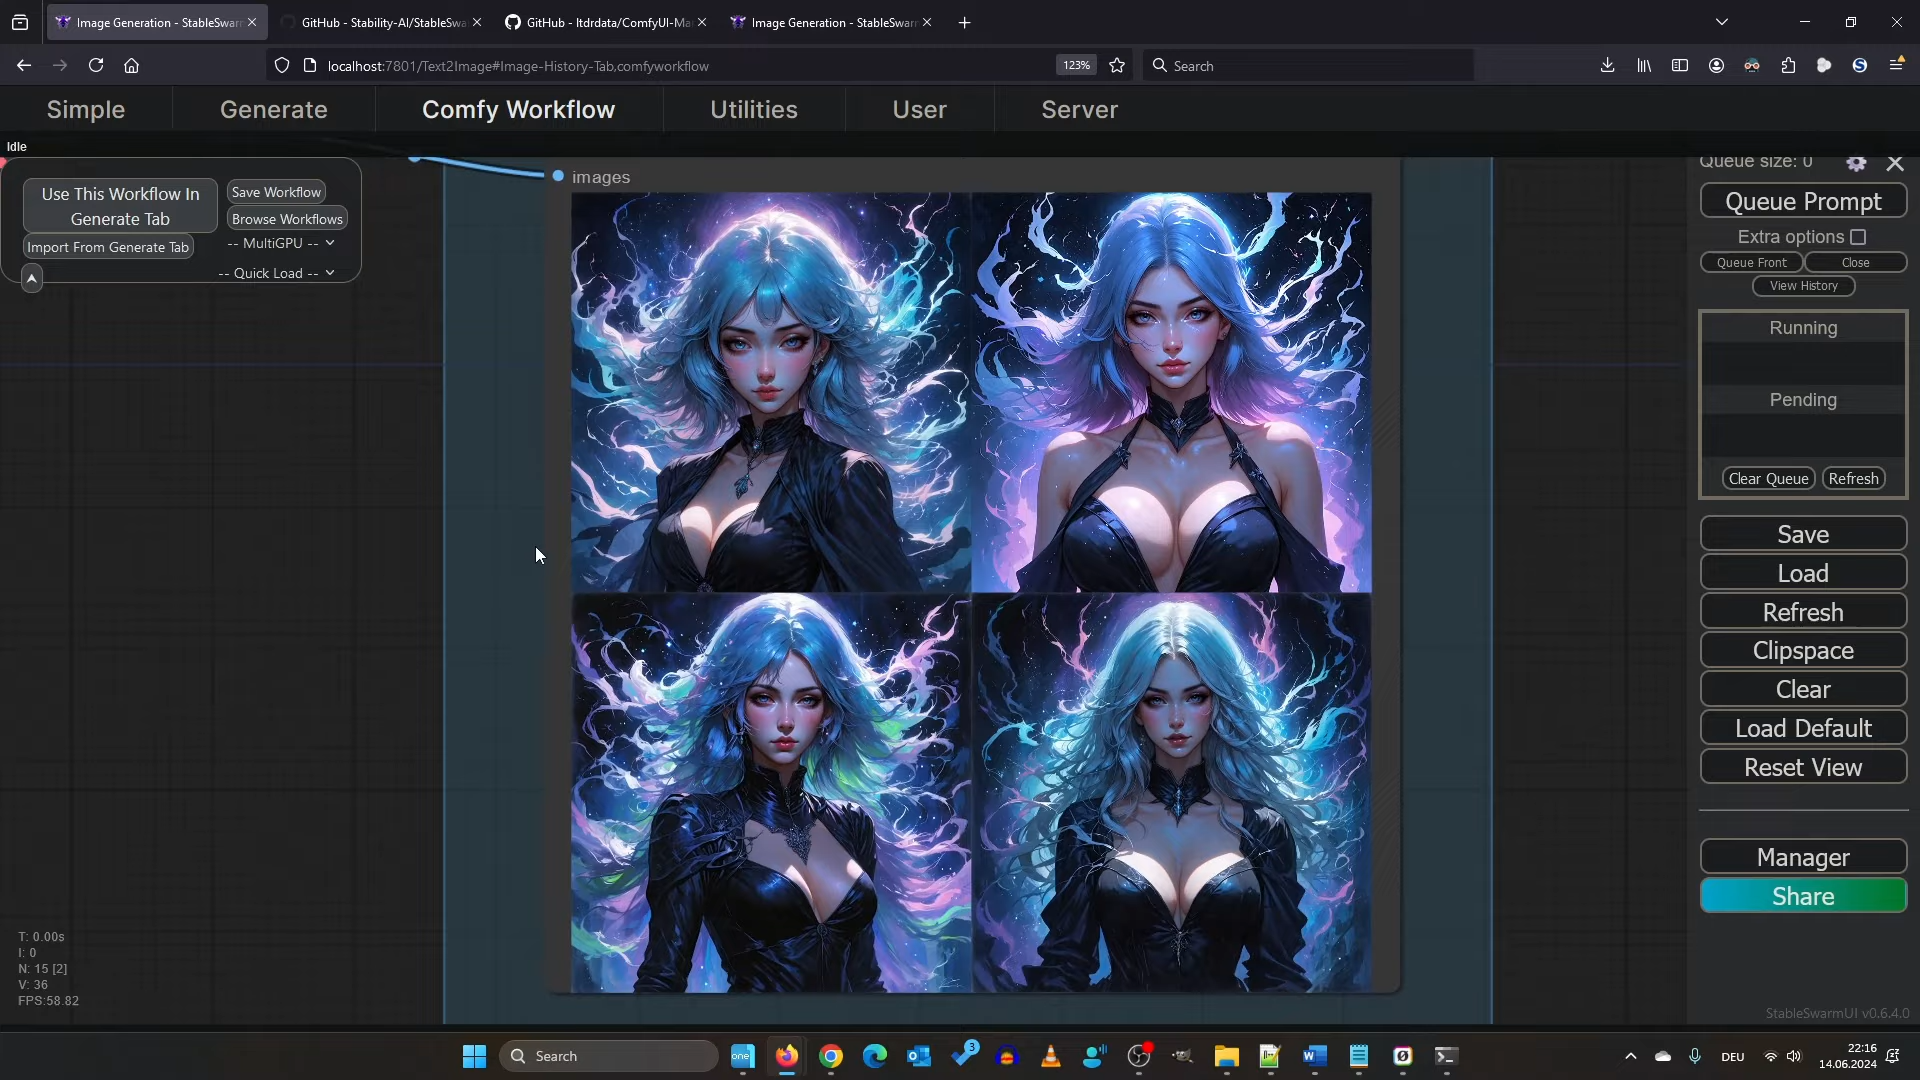 Image Generation - StableSwarm
GitHub - Stability-AI/StableSwa
GitHub - ltdrdata/ComfyUI-Ma
Image Generation - StableSwarm
localhost:7801/Text2Image#Image-History-Tab,comfyworkflow
123%
Search
Simple
Generate
Comfy Workflow
Utilities
User
Server
Idle
Use This Workflow In
Generate Tab
Save Workflow
Browse Workflows
Import From Generate Tab
-- MultiGPU --
-- Quick Load --
images
Queue size: 0
Queue Prompt
Extra options
Queue Front
Close
View History
Running
Pending
Clear Queue
Refresh
Save
Load
Refresh
Clipspace
Clear
Load Default
Reset View
Manager
Share
T: 0.00s
I: 0
N: 15 [2]
V: 36
FPS:58.82
StableSwarmUI v0.6.4.0
Search
one
3
DEU
22:16
14.06.2024